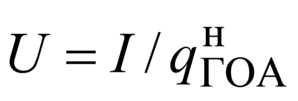 U = I / q^н_ГОА